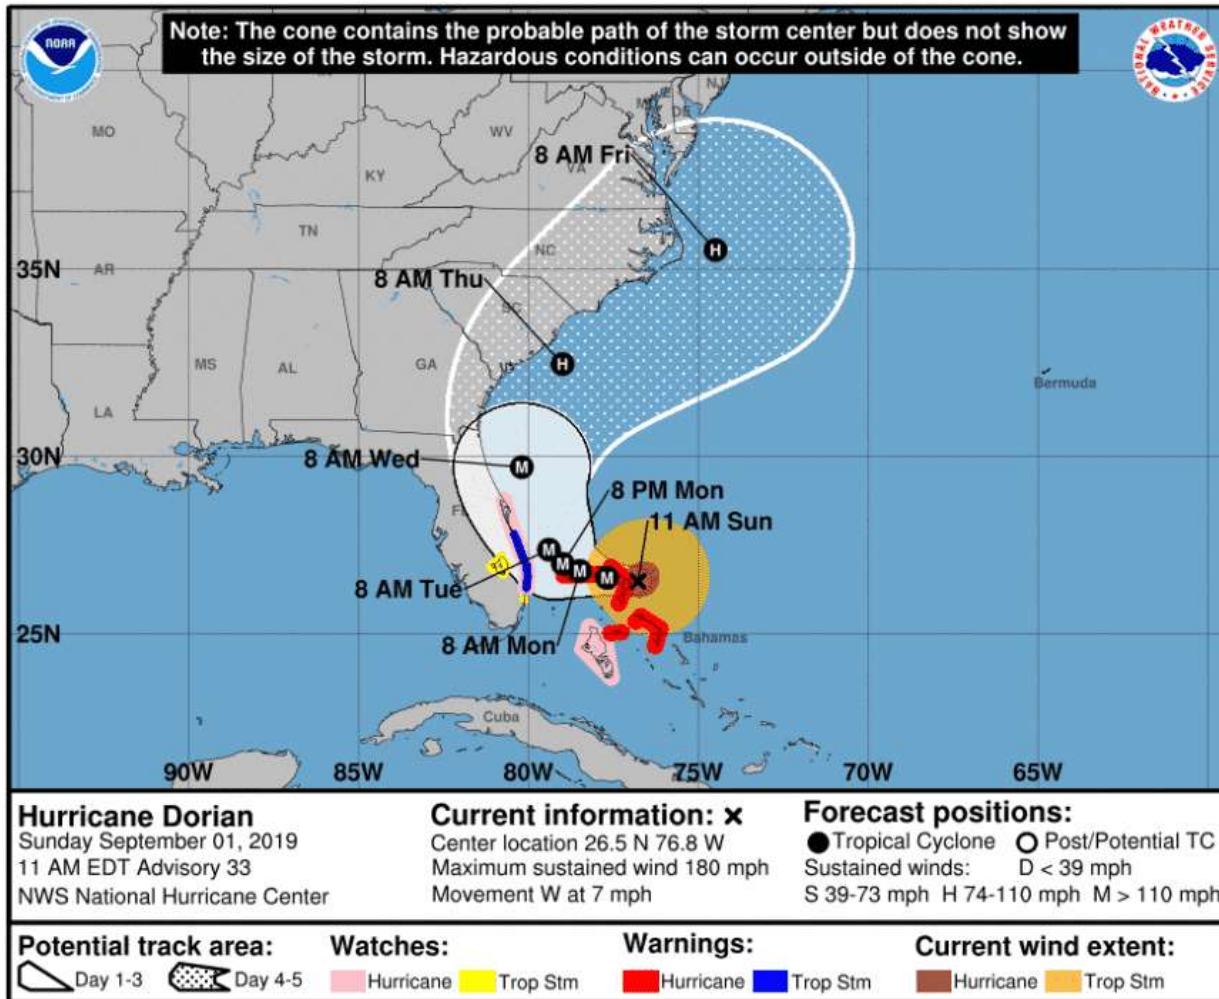 Note: The cone contains the probable path of the storm center but does not show
the size of the storm. Hazardous conditions can occur outside of the cone.
NOAA
NATIONAL WEATHER SERVICE
NJ
MO
WV
DE
8 AM Fri
VA
KY
TN
NC
35N
AR
8 AM Thu
SC
MS
AL
GA
Bermuda
LA
30N
8 AM Wed
8 PM Mon
FL
11 AM Sun
8 AM Tue
25N
8 AM Mon
Bahamas
Cuba
90W 85W 80W 75W 70W 65W
Hurricane Dorian
Sunday September 01, 2019
11 AM EDT Advisory 33
NWS National Hurricane Center
Current information: x
Center location 26.5 N 76.8 W
Maximum sustained wind 180 mph
Movement W at 7 mph
Forecast positions:
Tropical Cyclone Post/Potential TC
Sustained winds: D < 39 mph
S 39-73 mph H 74-110 mph M > 110 mph
Potential track area:
Day 1-3 Day 4-5
Watches:
Hurricane Trop Stm
Warnings:
Hurricane Trop Stm
Current wind extent:
Hurricane Trop Stm
H
H
M
M
M
M
M